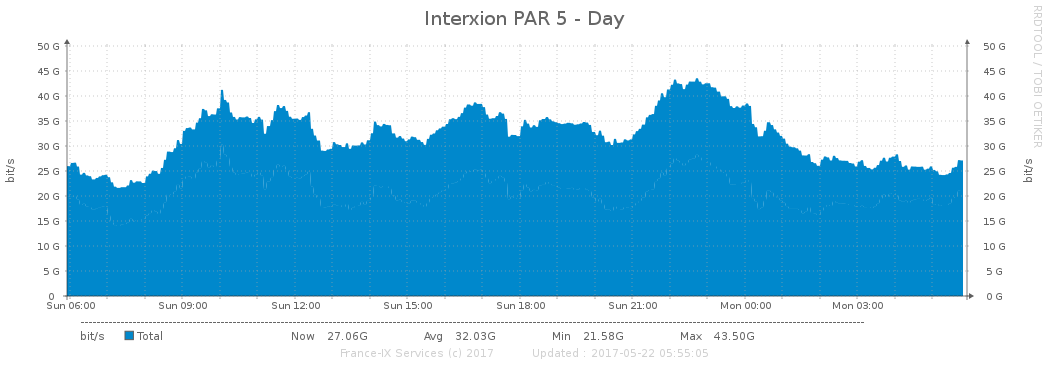 Interxion PAR 5 - Day
RRDTOOL / TOBI OETIKER
bit/s
50 G 50 G
45 G 45 G
40 G 40 G
35 G 35 G
30 G 30 G
25 G 25 G
20 G 20 G
15 G 15 G
10 G 10 G
5 G 5 G
0 0 G
bit/s
Sun 06:00 Sun 09:00 Sun 12:00 Sun 15:00 Sun 18:00 Sun 21:00 Mon 00:00 Mon 03:00
bit/s Total Now 27.06G Avg 32.03G Min 21.58G Max 43.50G
France-IX Services (c) 2017 Updated : 2017-05-22 05:55:05